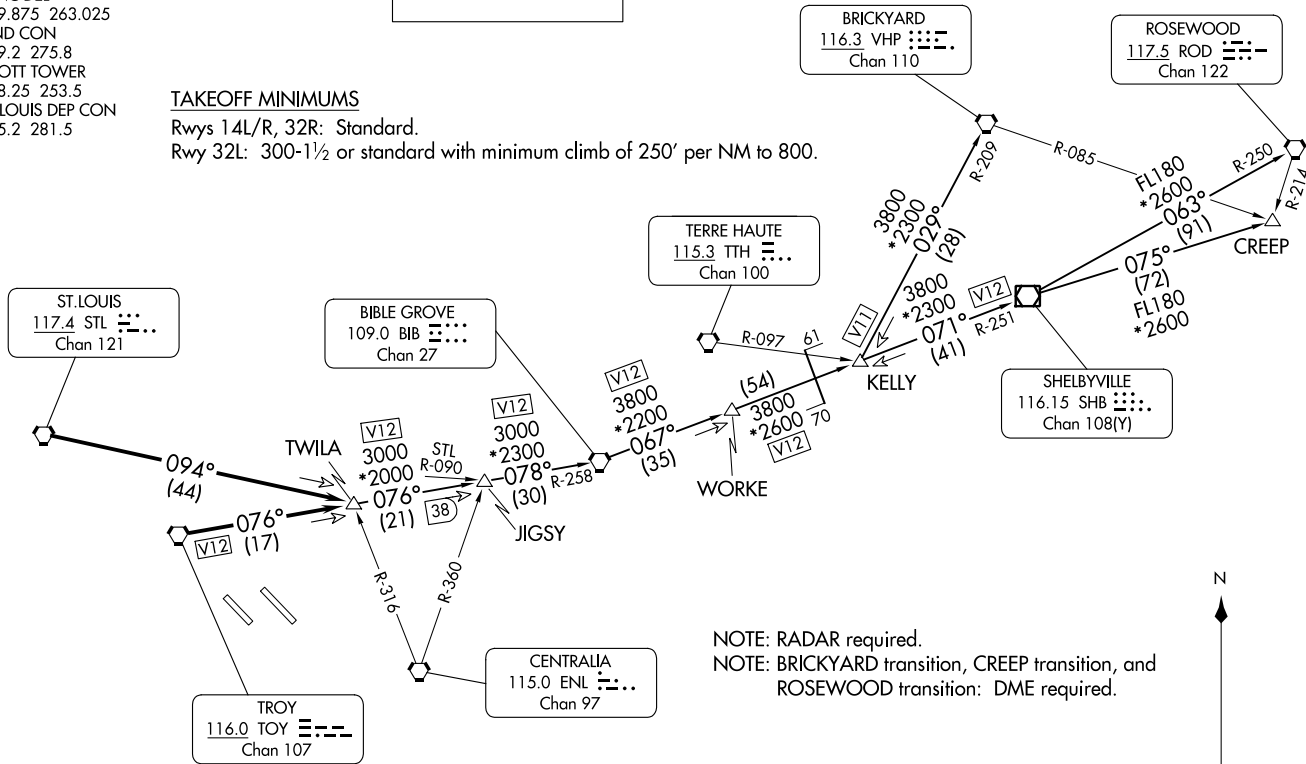 9.875 263.025
ND CON
9.2 275.8
OTT TOWER
8.25 253.5
LOUIS DEP CON
5.2 281.5
TAKEOFF MINIMUMS
Rwys 14L/R, 32R: Standard.
Rwy 32L: 300-1½ or standard with minimum climb of 250' per NM to 800.
BRICKYARD
116.3 VHP
Chan 110
ROSEWOOD
117.5 ROD
Chan 122
R-209
R-085
R-250
R-214
FL180
*2600
063°
(91)
CREEP
075°
(72)
FL180
*2600
3800
*2300
029°
(28)
V11
TERRE HAUTE
115.3 TTH
Chan 100
R-097
61
70
3800
*2300
071°
(41)
V12
R-251
KELLY
SHELBYVILLE
116.15 SHB
Chan 108(Y)
ST.LOUIS
117.4 STL
Chan 121
BIBLE GROVE
109.0 BIB
Chan 27
V12
3800
*2200
067°
(35)
(54)
3800
*2600
V12
WORKE
TWILA
V12
3000
*2000
076°
(21)
STL
R-090
38
V12
3000
*2300
078°
(30)
R-258
JIGSY
094°
(44)
076°
(17)
V12
R-316
R-360
CENTRALIA
115.0 ENL
Chan 97
TROY
116.0 TOY
Chan 107
NOTE: RADAR required.
NOTE: BRICKYARD transition, CREEP transition, and
ROSEWOOD transition: DME required.
N